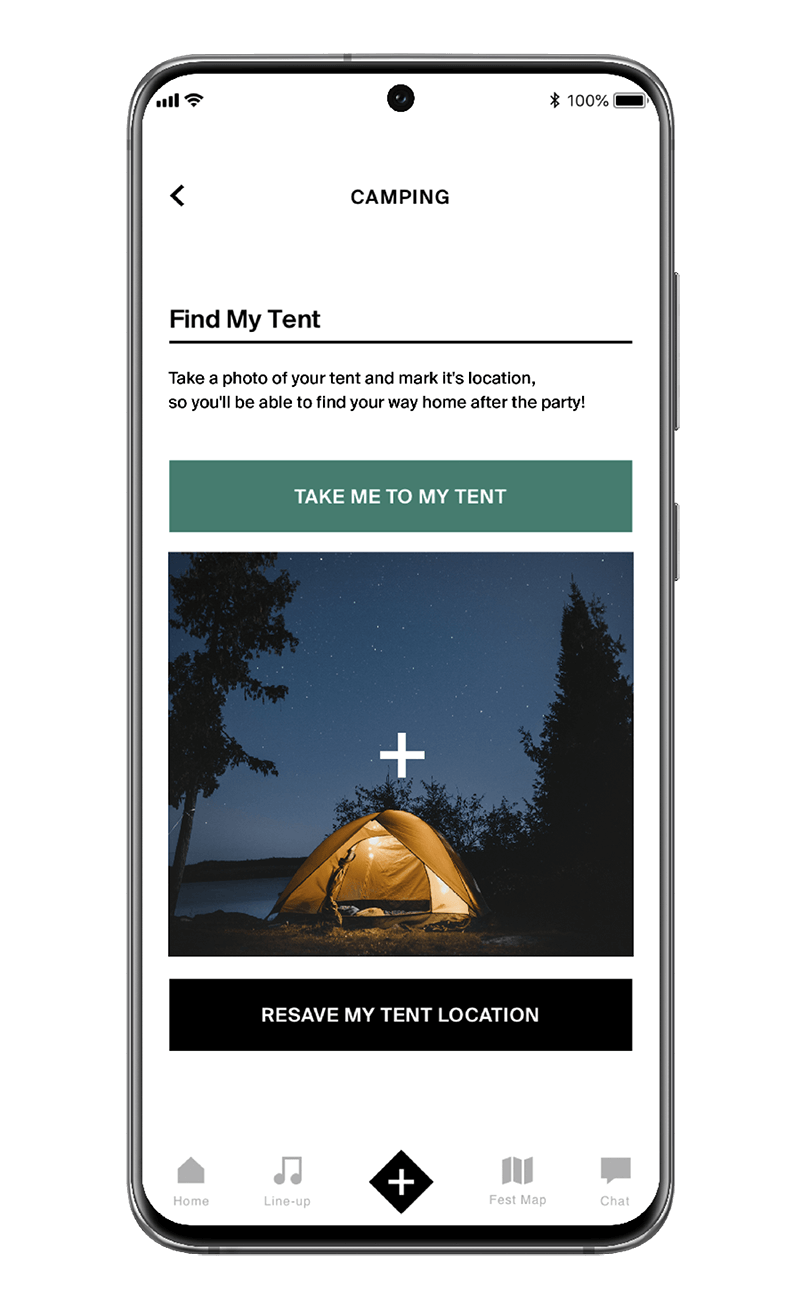 100%
CAMPING
Find My Tent
Take a photo of your tent and mark it's location,
so you'll be able to find your way home after the party!
TAKE ME TO MY TENT
RESAVE MY TENT LOCATION
Home
Line-up
Fest Map
Chat